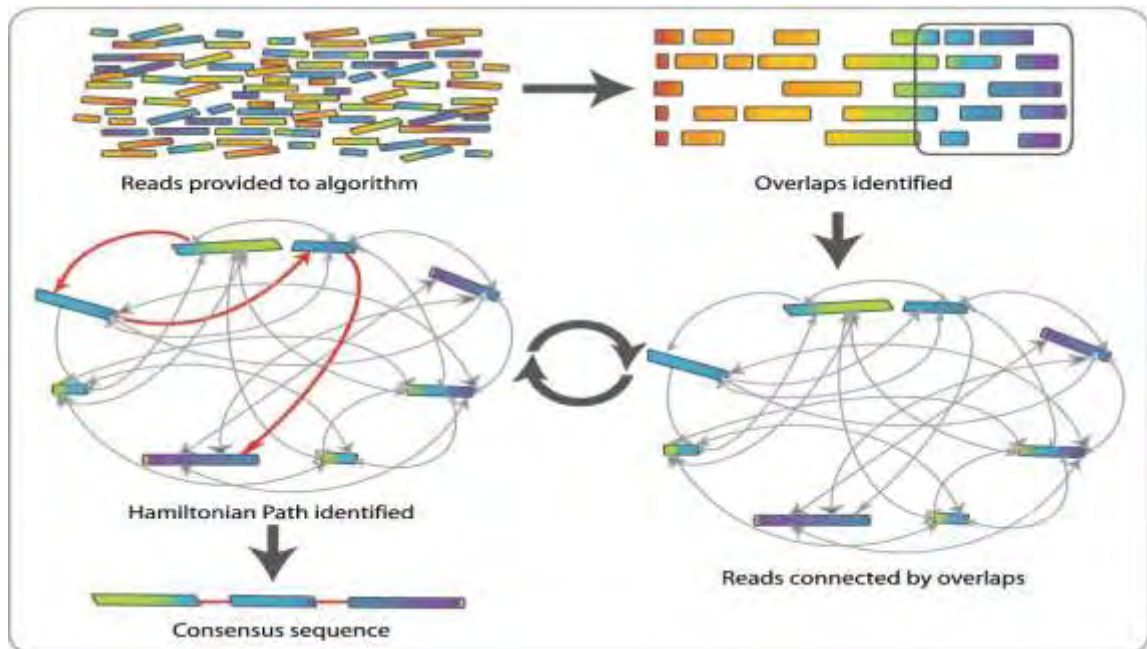 Reads provided to algorithm
Overlaps identified
Hamiltonian Path identified
Reads connected by overlaps
Consensus sequence